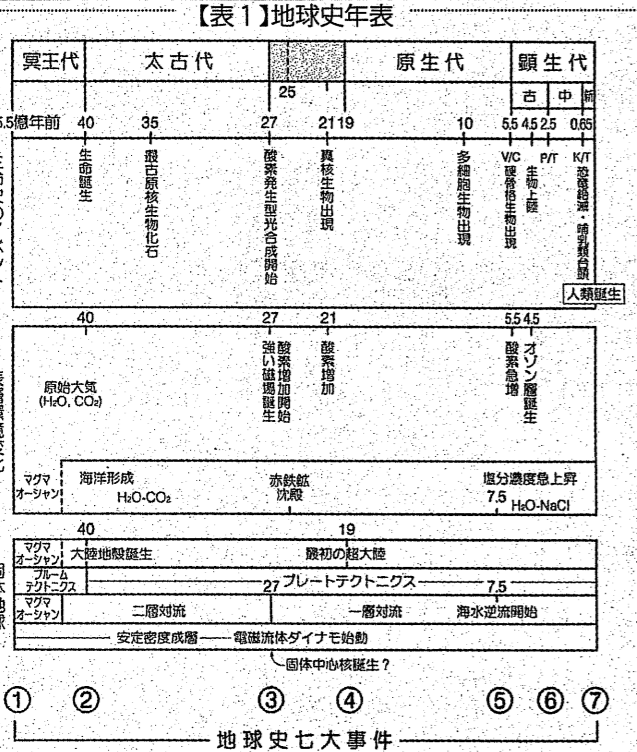 【表1】地球史年表
冥王代 太古代 原生代 顕生代
25 古 中 新
5.5億年前 40 35 27 21 19 10 5.5 4.5 2.5 0.65
生命誕生
最古原核生物化石
酸素発生型光合成開始
真核生物出現
多細胞生物出現
V/C
硬骨格生物出現
生物上陸
P/T
K/T
恐竜絶滅・哺乳類台頭
人類誕生
40 27 21 5.5 4.5
原始大気
(H₂O, CO₂)
強い磁場誕生
酸素増加開始
酸素増加
酸素急増
オゾン層誕生
マグマ
オーシャン
海洋形成
H₂O-CO₂
赤鉄鉱
沈殿
塩分濃度急上昇
7.5 H₂O-NaCl
40 19
マグマ
オーシャン
大陸地殻誕生 最初の超大陸
プルーム
テクトニクス
27 プレートテクトニクス 7.5
マグマ
オーシャン
二層対流 一層対流 海水逆流開始
安定密度成層 電磁流体ダイナモ始動
固体中心核誕生？
① ② ③ ④ ⑤ ⑥ ⑦
地球史七大事件